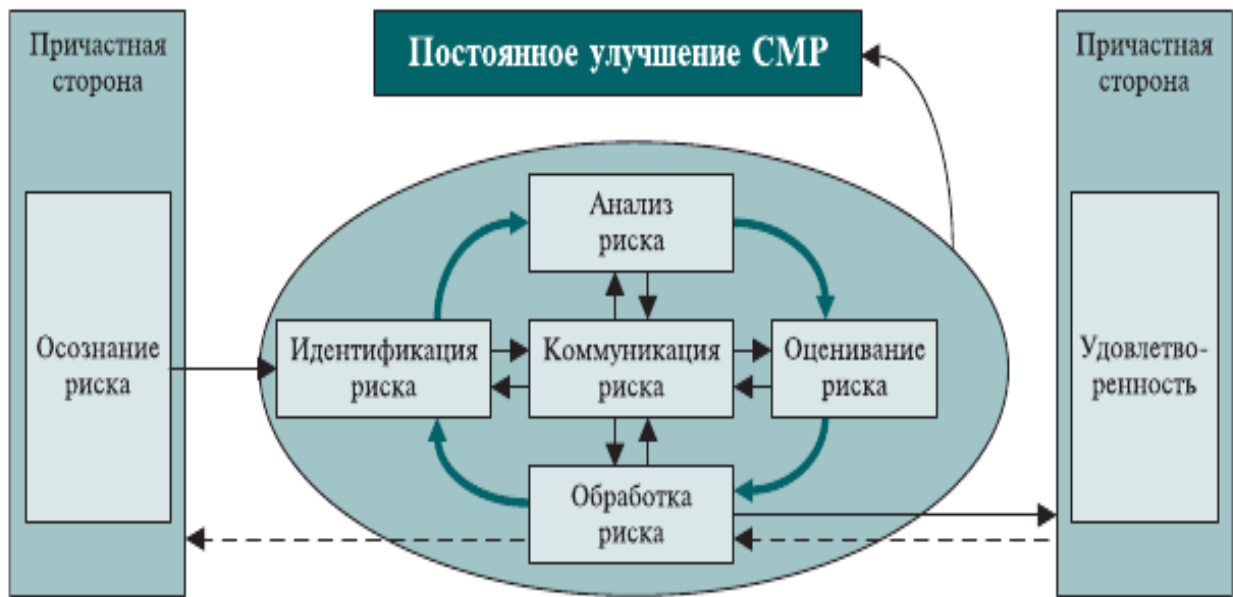 Причастная
сторона
Осознание
риска
Постоянное улучшение СМР
Анализ
риска
Идентификация
риска
Коммуникация
риска
Оценивание
риска
Обработка
риска
Причастная
сторона
Удовлетво-
ренность